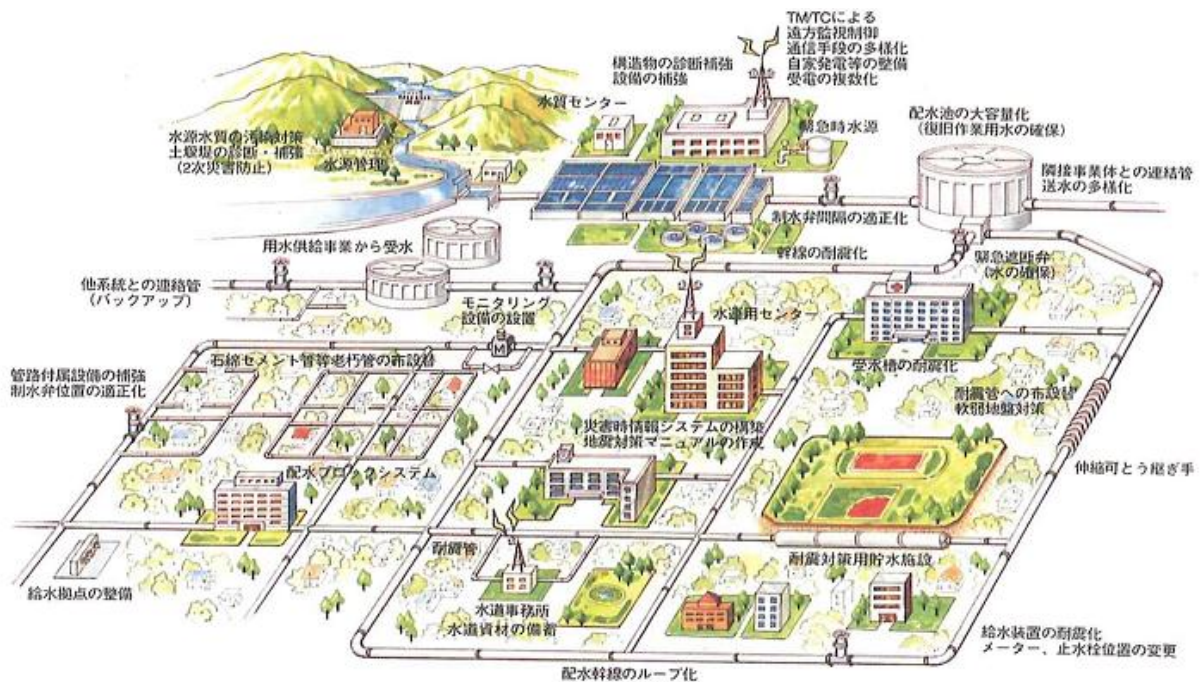 TM/TCによる
遠方監視制御
通信手段の多様化
自家発電等の整備
受電の複数化
構造物の診断補強
設備の補強
水質センター
緊急時水源
配水池の大容量化
(復旧作業用水の確保)
水源水質の汚染対策
土堰堤の診断・補強
(2次災害防止)
水源管理
隣接事業体との連結管
送水の多様化
制水弁間隔の適正化
用水供給事業から受水
幹線の耐震化
緊急遮断弁
(水の確保)
他系統との連絡管
(バックアップ)
モニタリング
設備の設置
M
水運用センター
石綿セメント管等老朽管の布設替
受水槽の耐震化
管路付属設備の補強
制水弁位置の適正化
耐震管への布設替
軟弱地盤対策
災害時情報システムの構築
地震対策マニュアルの作成
配水ブロックシステム
伸縮可とう継ぎ手
耐震管
耐震対策用貯水施設
給水拠点の整備
水道事務所
水道資材の備蓄
給水装置の耐震化
メーター、止水栓位置の変更
配水幹線のループ化